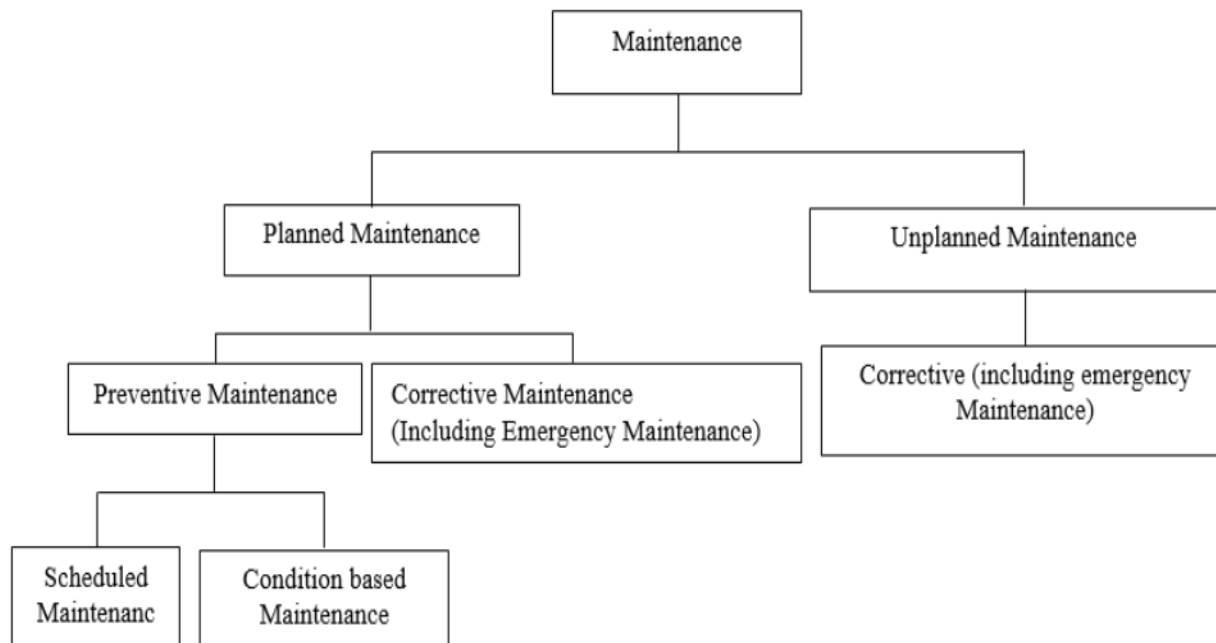 Maintenance
Planned Maintenance
Unplanned Maintenance
Preventive Maintenance
Corrective Maintenance
(Including Emergency Maintenance)
Corrective (including emergency
Maintenance)
Scheduled
Maintenanc
Condition based
Maintenance